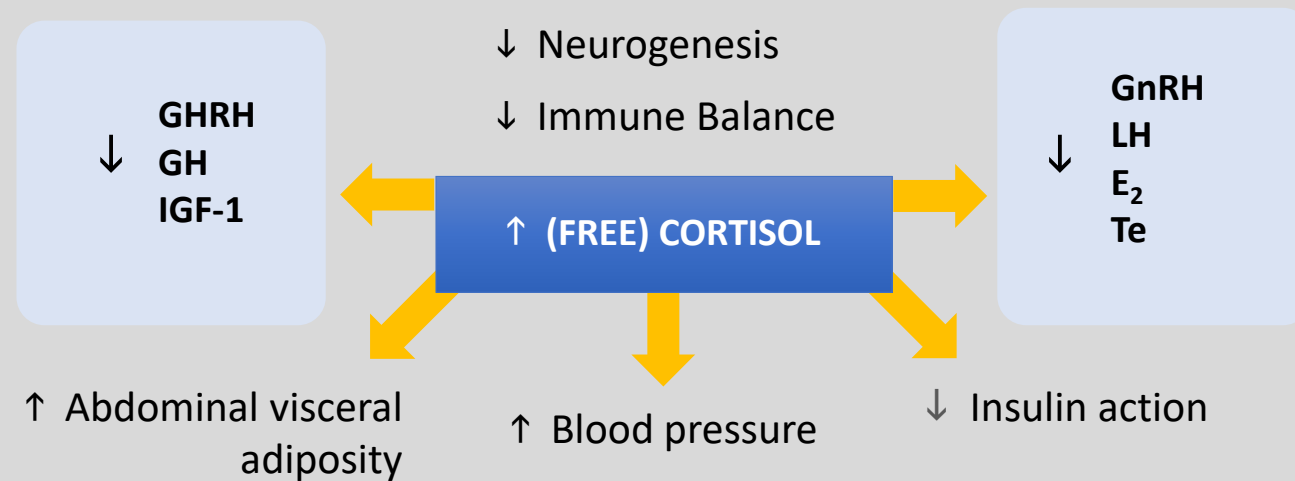 ↓ Neurogenesis
↓ Immune Balance
↓ GHRH
GH
IGF-1
↓ GnRH
LH
E₂
Te
↑ (FREE) CORTISOL
↑ Abdominal visceral
adiposity
↑ Blood pressure
↓ Insulin action